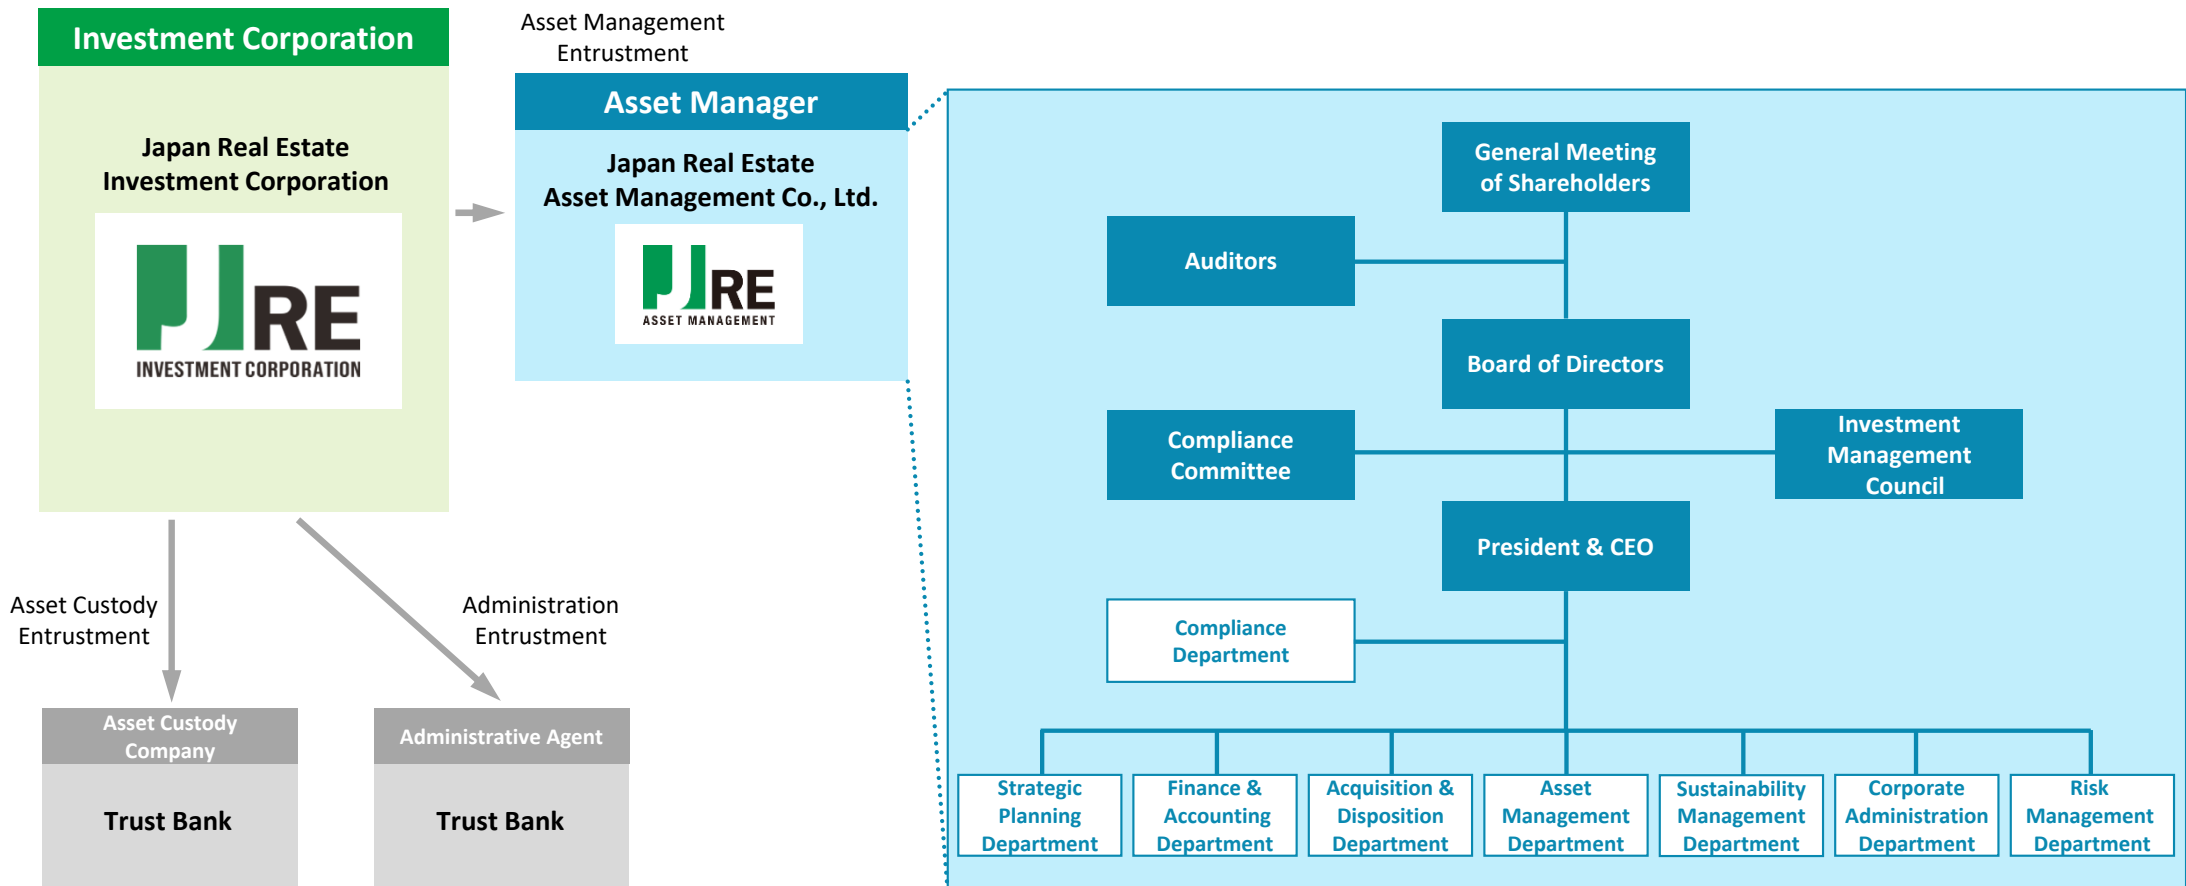 Investment Corporation
Japan Real Estate
Investment Corporation
JRE
INVESTMENT CORPORATION
Asset Management
Entrustment
Asset Manager
Japan Real Estate
Asset Management Co., Ltd.
JRE
ASSET MANAGEMENT
Asset Custody
Entrustment
Administration
Entrustment
Asset Custody
Company
Trust Bank
Administrative Agent
Trust Bank
General Meeting
of Shareholders
Auditors
Board of Directors
Compliance
Committee
Investment
Management
Council
President & CEO
Compliance
Department
Strategic
Planning
Department
Finance &
Accounting
Department
Acquisition &
Disposition
Department
Asset
Management
Department
Sustainability
Management
Department
Corporate
Administration
Department
Risk
Management
Department